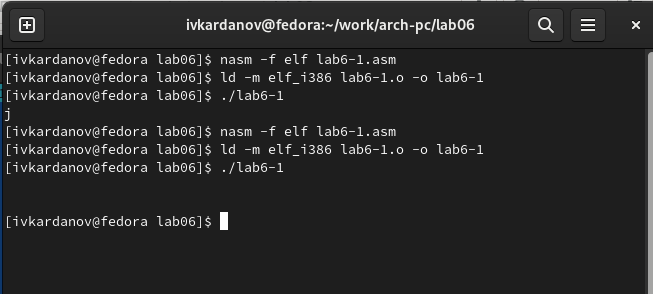 ivkardanov@fedora:~/work/arch-pc/lab06
[ivkardanov@fedora lab06]$ nasm -f elf lab6-1.asm
[ivkardanov@fedora lab06]$ ld -m elf_i386 lab6-1.o -o lab6-1
[ivkardanov@fedora lab06]$ ./lab6-1
j
[ivkardanov@fedora lab06]$ nasm -f elf lab6-1.asm
[ivkardanov@fedora lab06]$ ld -m elf_i386 lab6-1.o -o lab6-1
[ivkardanov@fedora lab06]$ ./lab6-1
[ivkardanov@fedora lab06]$